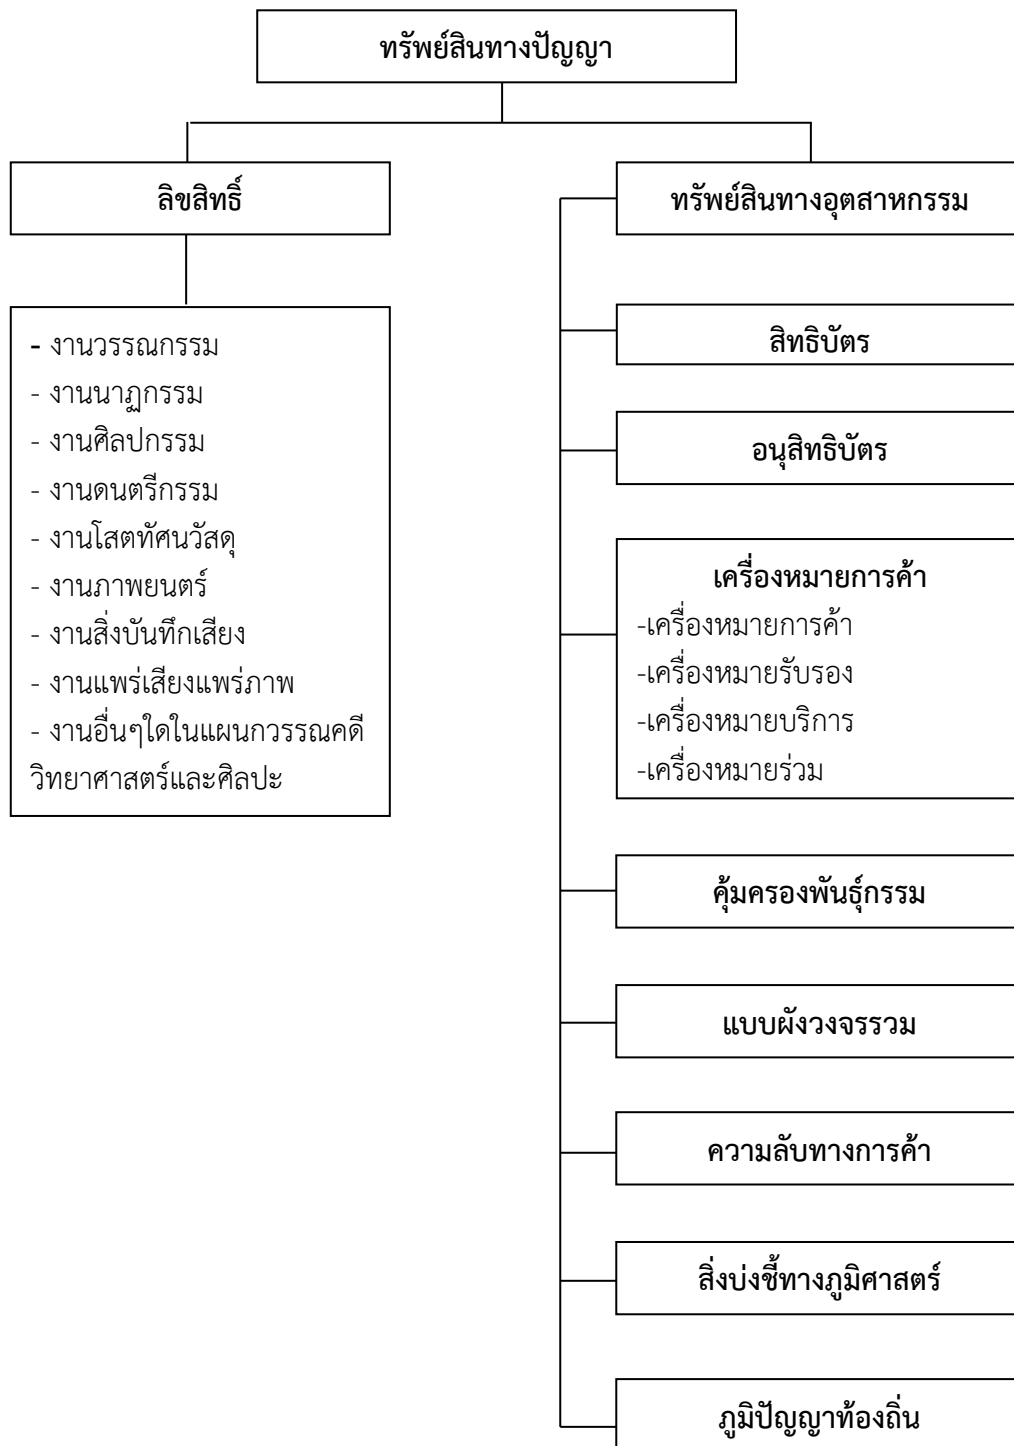 ทรัพย์สินทางปัญญา
ลิขสิทธิ์
- งานวรรณกรรม
- งานนาฏกรรม
- งานศิลปกรรม
- งานดนตรีกรรม
- งานโสตทัศนวัสดุ
- งานภาพยนตร์
- งานสิ่งบันทึกเสียง
- งานแพร่เสียงแพร่ภาพ
- งานอื่นๆใดในแผนกวรรณคดี
วิทยาศาสตร์และศิลปะ
ทรัพย์สินทางอุตสาหกรรม
สิทธิบัตร
อนุสิทธิบัตร
เครื่องหมายการค้า
-เครื่องหมายการค้า
-เครื่องหมายรับรอง
-เครื่องหมายบริการ
-เครื่องหมายร่วม
คุ้มครองพันธุ์กรรม
แบบผังวงจรรวม
ความลับทางการค้า
สิ่งบ่งชี้ทางภูมิศาสตร์
ภูมิปัญญาท้องถิ่น